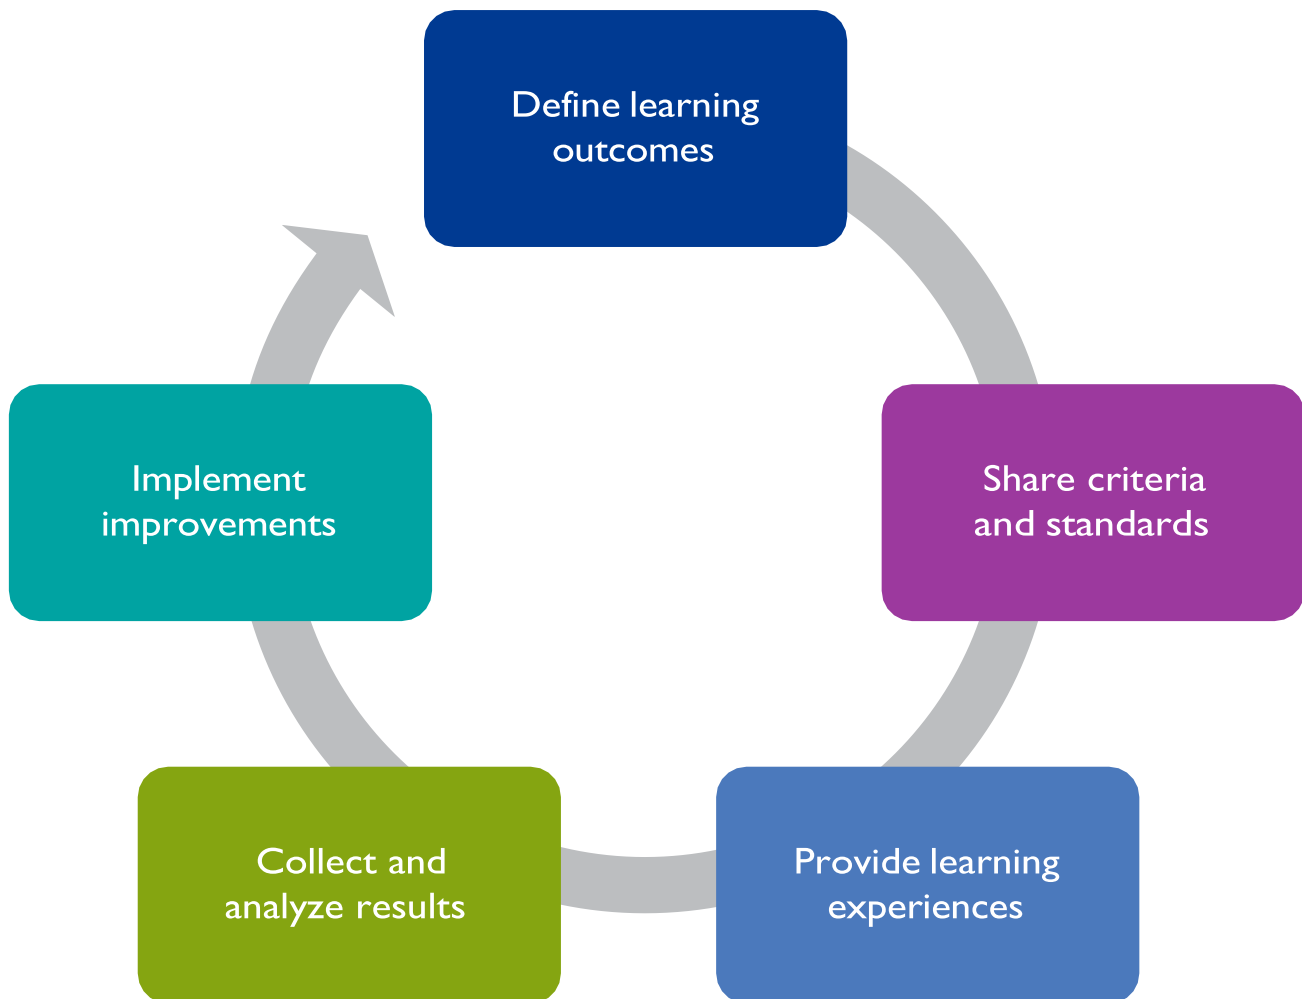 Define learning
outcomes
Share criteria
and standards
Provide learning
experiences
Collect and
analyze results
Implement
improvements